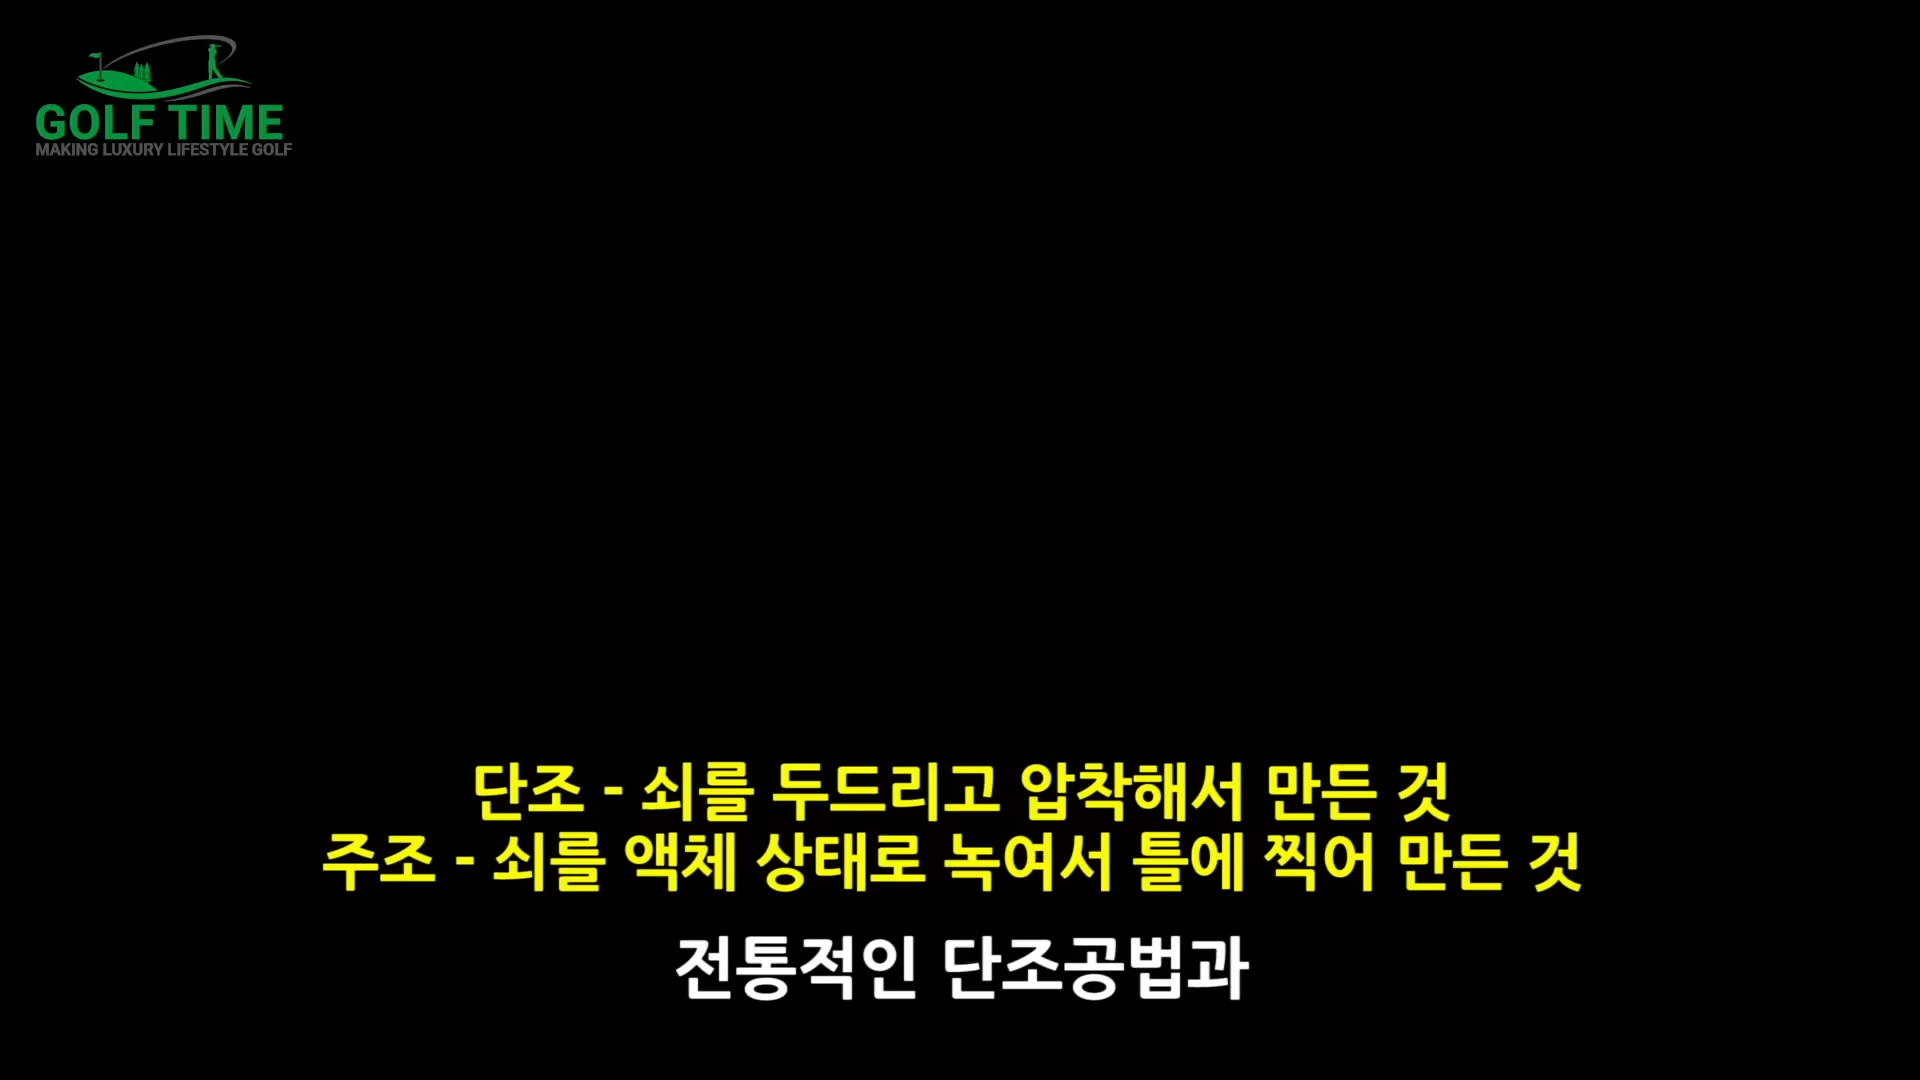 GOLF TIME
MAKING LUXURY LIFESTYLE GOLF
단조 - 쇠를 두드리고 압착해서 만든 것
주조 - 쇠를 액체 상태로 녹여서 틀에 찍어 만든 것
전통적인 단조공법과